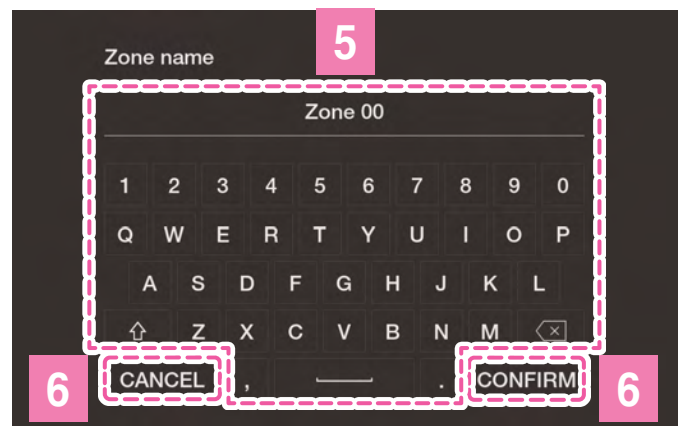 5
Zone name
Zone 00
1 2 3 4 5 6 7 8 9 0
Q W E R T Y U I O P
A S D F G H J K L
Z X C V B N M
6 CANCEL , . CONFIRM 6